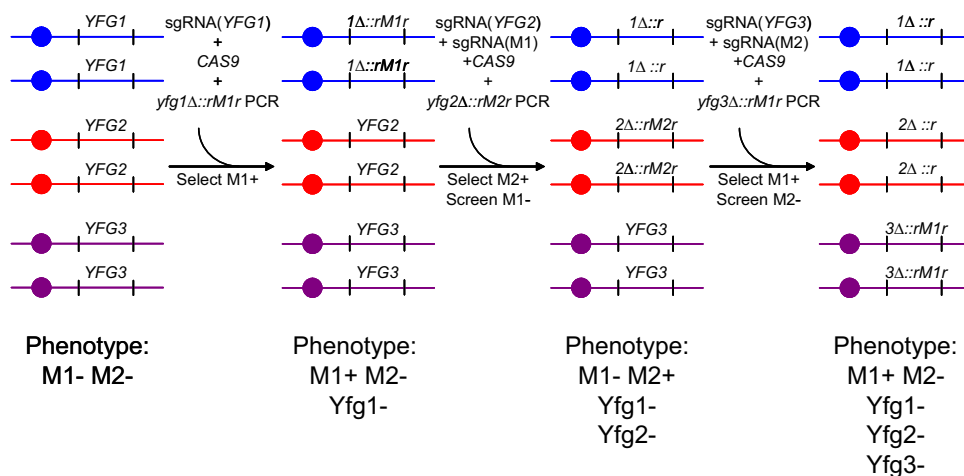 YFG1
YFG1
YFG2
YFG2
YFG3
YFG3
Phenotype:
M1- M2-
sgRNA(YFG1)
+
CAS9
+
yfg1Δ::rM1r PCR
Select M1+
1Δ::rM1r
1Δ::rM1r
YFG2
YFG2
YFG3
YFG3
Phenotype:
M1+ M2-
Yfg1-
sgRNA(YFG2)
+ sgRNA(M1)
+CAS9
+
yfg2Δ::rM2r PCR
Select M2+
Screen M1-
1Δ::r
1Δ ::r
2Δ::rM2r
2Δ::rM2r
YFG3
YFG3
Phenotype:
M1- M2+
Yfg1-
Yfg2-
sgRNA(YFG3)
+ sgRNA(M2)
+CAS9
+
yfg3Δ::rM1r PCR
Select M1+
Screen M2-
1Δ ::r
1Δ ::r
2Δ ::r
2Δ ::r
3Δ::rM1r
3Δ::rM1r
Phenotype:
M1+ M2-
Yfg1-
Yfg2-
Yfg3-